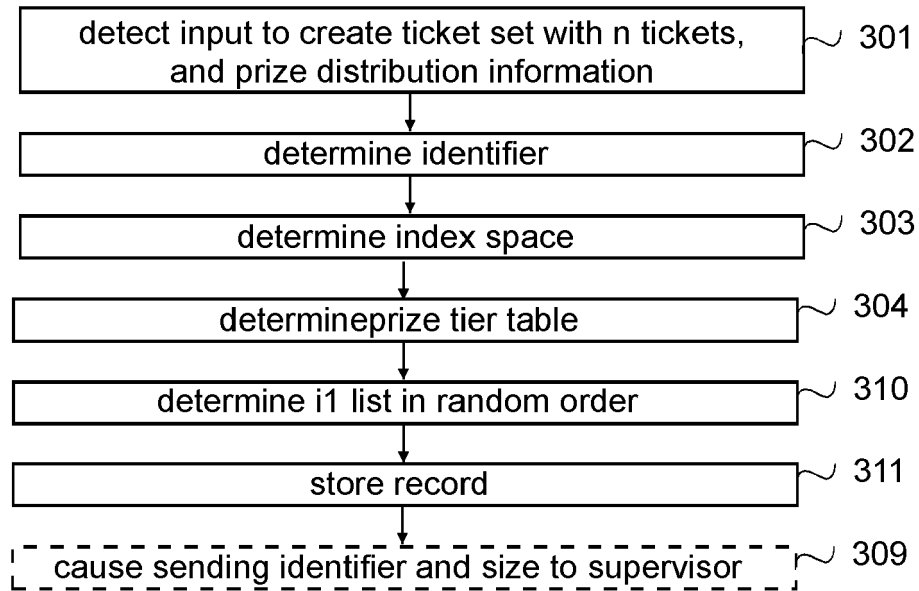 detect input to create ticket set with n tickets, 301
and prize distribution information
302
determine identifier
303
determine index space
304
determineprize tier table
310
determine i1 list in random order
311
store record
309
cause sending identifier and size to supervisor